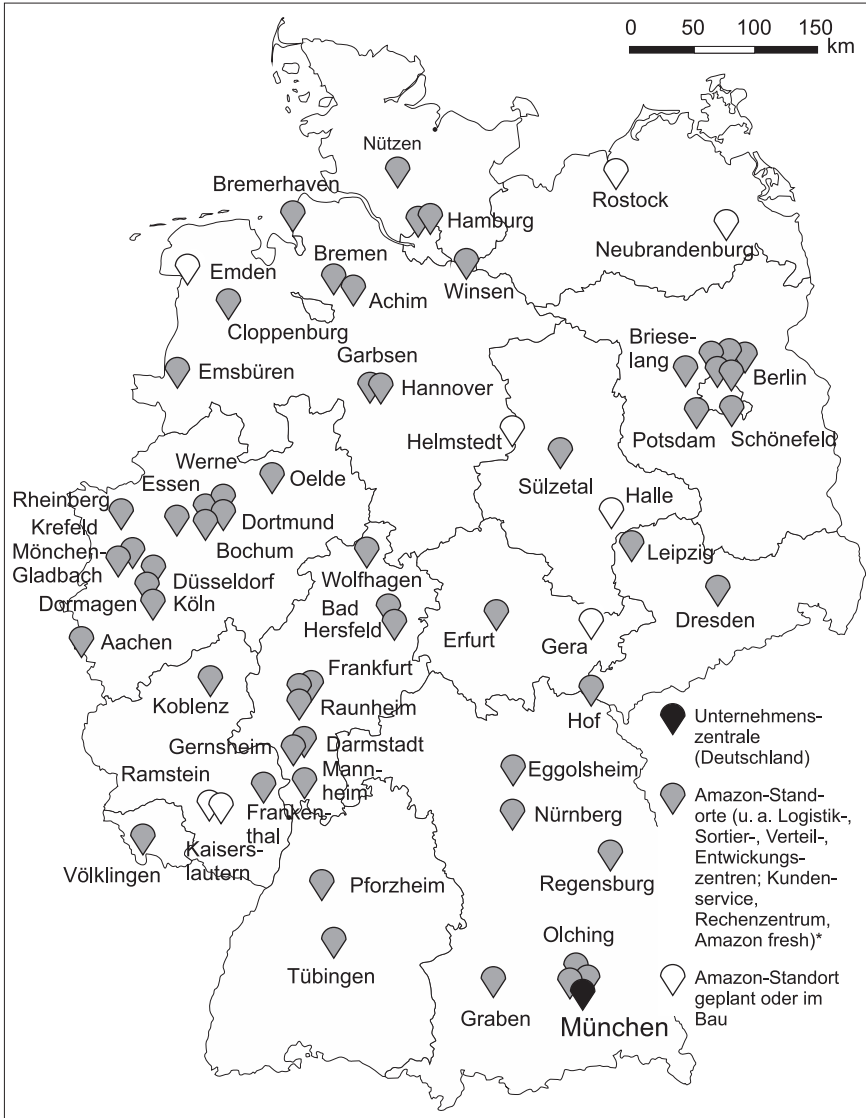 0 50 100 150
km
Nützen
Bremerhaven
Rostock
Hamburg
Neubrandenburg
Bremen
Emden
Winsen
Achim
Cloppenburg
Garbsen
Briese-
lang
Emsbüren
Hannover
Berlin
Helmstedt
Potsdam
Schönefeld
Werne
Oelde
Sülzetal
Essen
Rheinberg
Halle
Krefeld
Dortmund
Mönchen-
Gladbach
Bochum
Leipzig
Düsseldorf
Wolfhagen
Dormagen
Köln
Bad
Hersfeld
Erfurt
Gera
Dresden
Aachen
Frankfurt
Koblenz
Raunheim
Hof
Gernsheim
Darmstadt
Ramstein
Mann-
heim
Eggolsheim
Franken-
thal
Nürnberg
Kaisers-
lautern
Völklingen
Regensburg
Pforzheim
Olching
Tübingen
Graben
München
Unternehmens-
zentrale
(Deutschland)
Amazon-Stand-
orte (u. a. Logistik-,
Sortier-, Verteil-,
Entwickungs-
zentren; Kunden-
service,
Rechenzentrum,
Amazon fresh)*
Amazon-Standort
geplant oder im
Bau